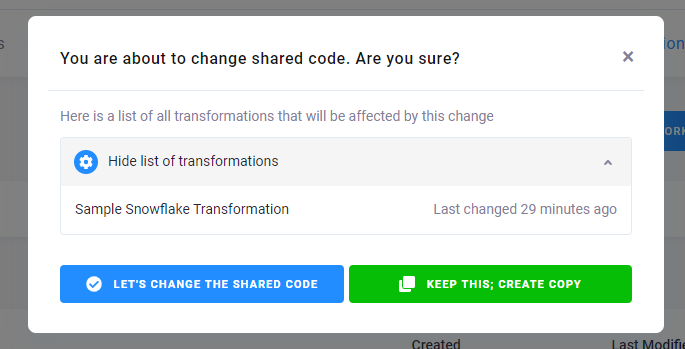 You are about to change shared code. Are you sure?
Here is a list of all transformations that will be affected by this change
Hide list of transformations
Sample Snowflake Transformation Last changed 29 minutes ago
LET'S CHANGE THE SHARED CODE KEEP THIS; CREATE COPY
Created Last Modifie